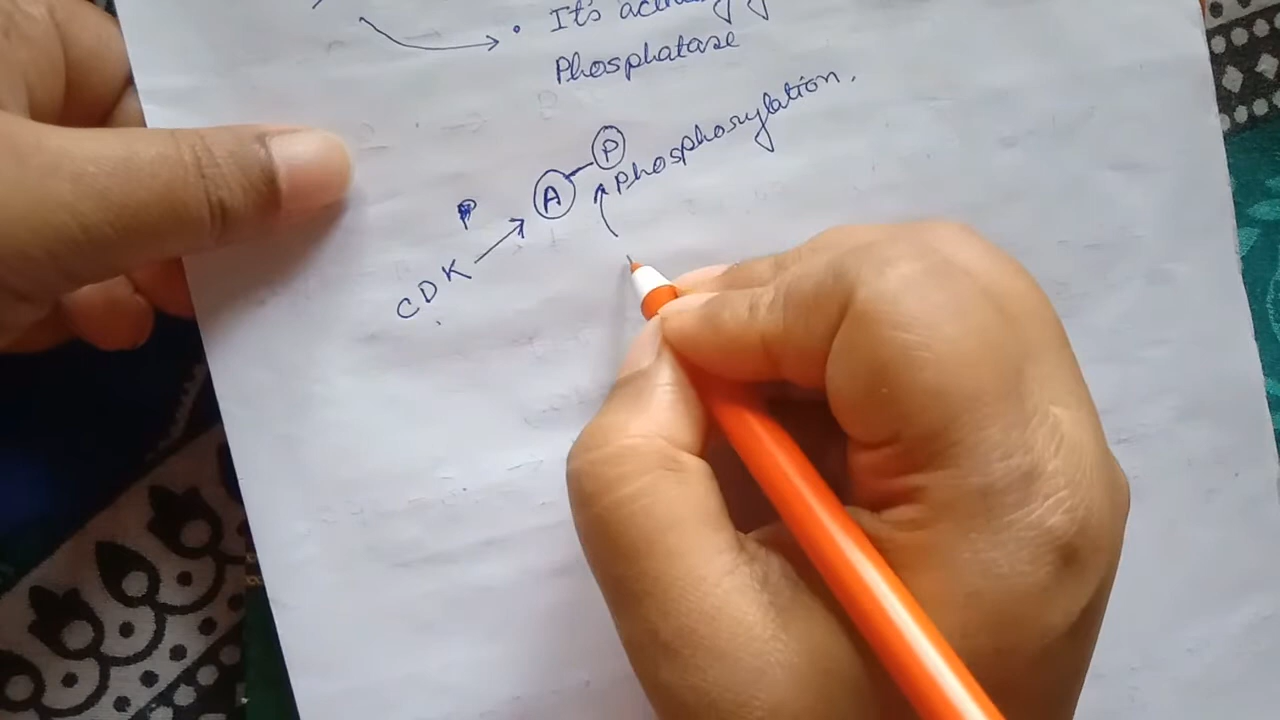 • It's
Phosphatase
P
A
Phosphorylation.
CDK